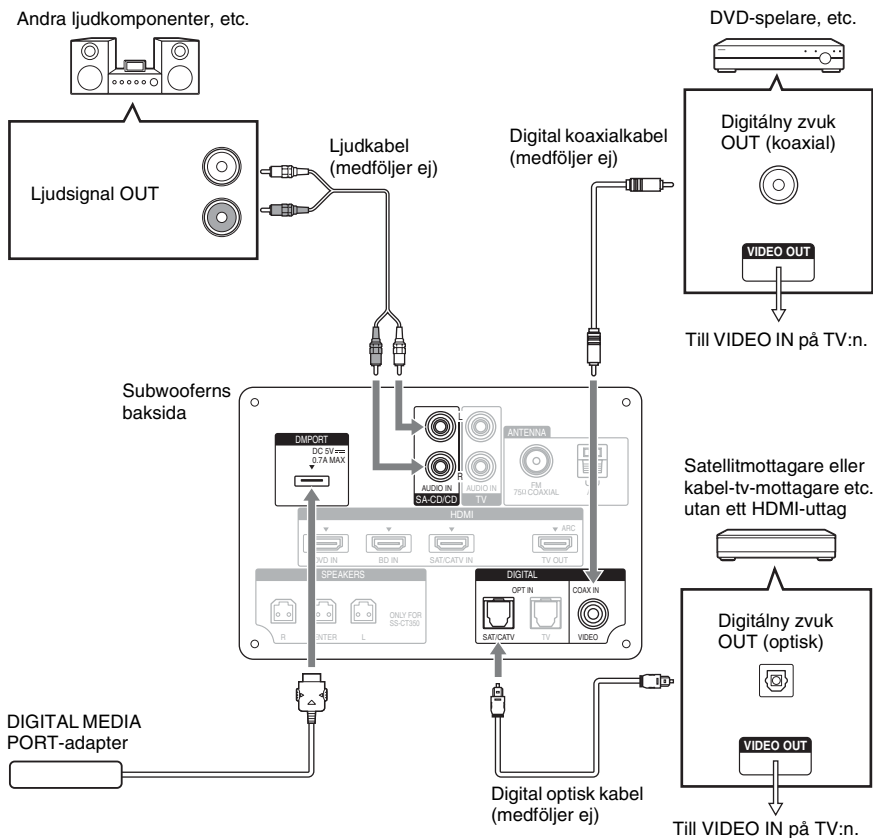 Andra ljudkomponenter, etc.
DVD-spelare, etc.
Ljudsignal OUT
Ljudkabel
(medföljer ej)
Digital koaxialkabel
(medföljer ej)
Digitálny zvuk
OUT (koaxial)
VIDEO OUT
Till VIDEO IN på TV:n.
Subwooferns
baksida
DMPORT
DC 5V
0.7A MAX
L
R
AUDIO IN
SA-CD/CD
AUDIO IN
TV
ANTENNA
FM
75Ω COAXIAL
HDMI
ARC
DVD IN
BD IN
SAT/CATV IN
TV OUT
SPEAKERS
R
CENTER
L
ONLY FOR
SS-CT350
DIGITAL
OPT IN
COAX IN
SAT/CATV
TV
VIDEO
Satellitmottagare eller
kabel-tv-mottagare etc.
utan ett HDMI-uttag
Digitálny zvuk
OUT (optisk)
VIDEO OUT
Till VIDEO IN på TV:n.
DIGITAL MEDIA
PORT-adapter
Digital optisk kabel
(medföljer ej)